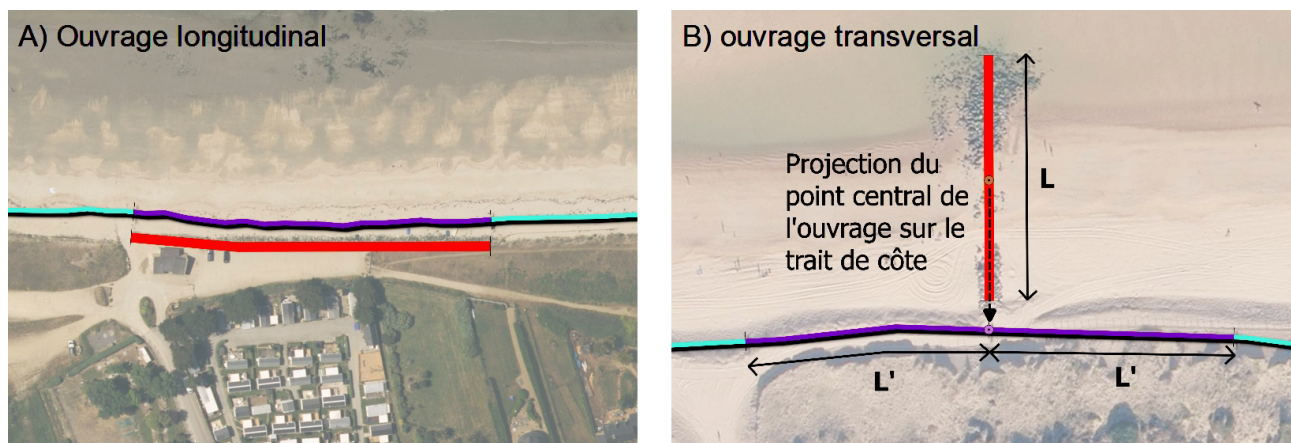 A) Ouvrage longitudinal
B) ouvrage transversal
Projection du
point central de
l'ouvrage sur le
trait de côte
L
L'
L'